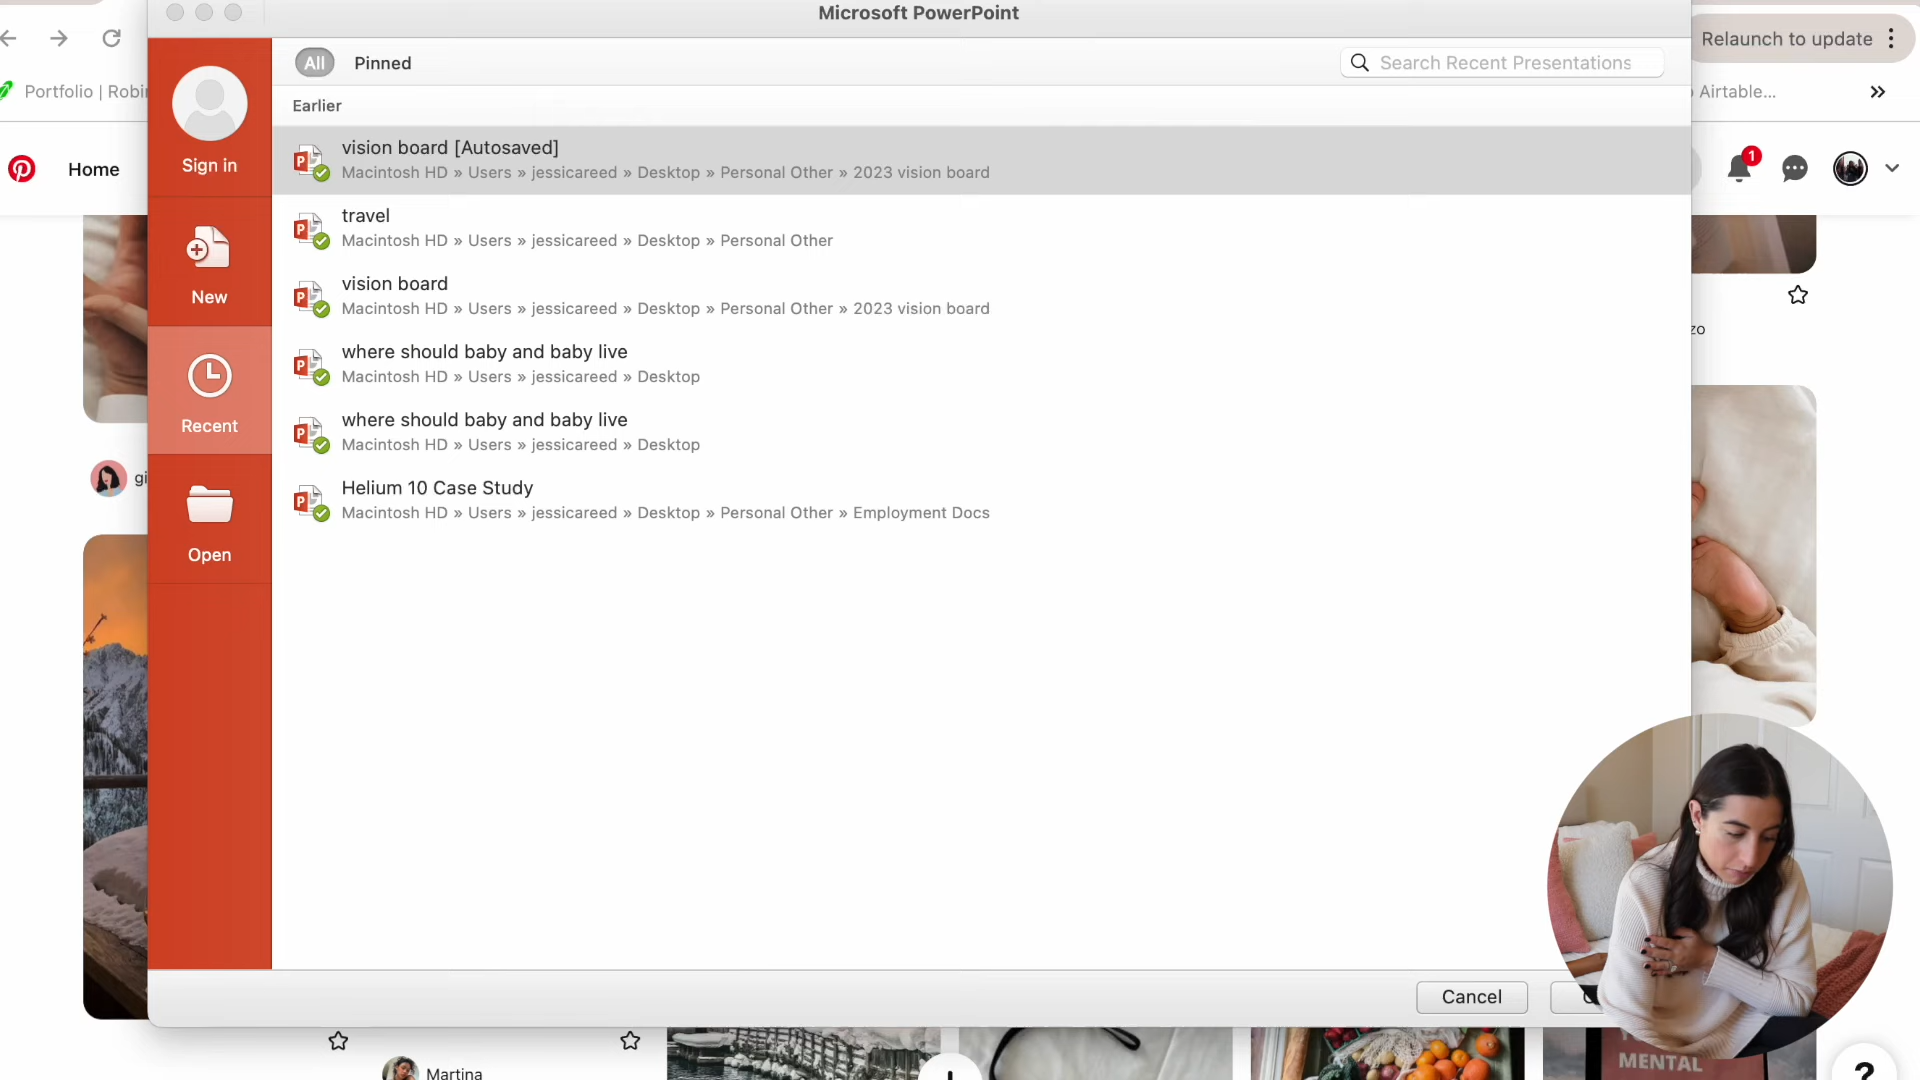 Microsoft PowerPoint
Relaunch to update
Portfolio | Robi
Airtable...
All
Pinned
Search Recent Presentations
Earlier
Home
1
Sign in
New
Recent
Open
vision board [Autosaved]
Macintosh HD » Users » jessicareed » Desktop » Personal Other » 2023 vision board
travel
Macintosh HD » Users » jessicareed » Desktop » Personal Other
vision board
Macintosh HD » Users » jessicareed » Desktop » Personal Other » 2023 vision board
where should baby and baby live
Macintosh HD » Users » jessicareed » Desktop
where should baby and baby live
Macintosh HD » Users » jessicareed » Desktop
Helium 10 Case Study
Macintosh HD » Users » jessicareed » Desktop » Personal Other » Employment Docs
zo
gi
Cancel
Martina
MENTAL
?